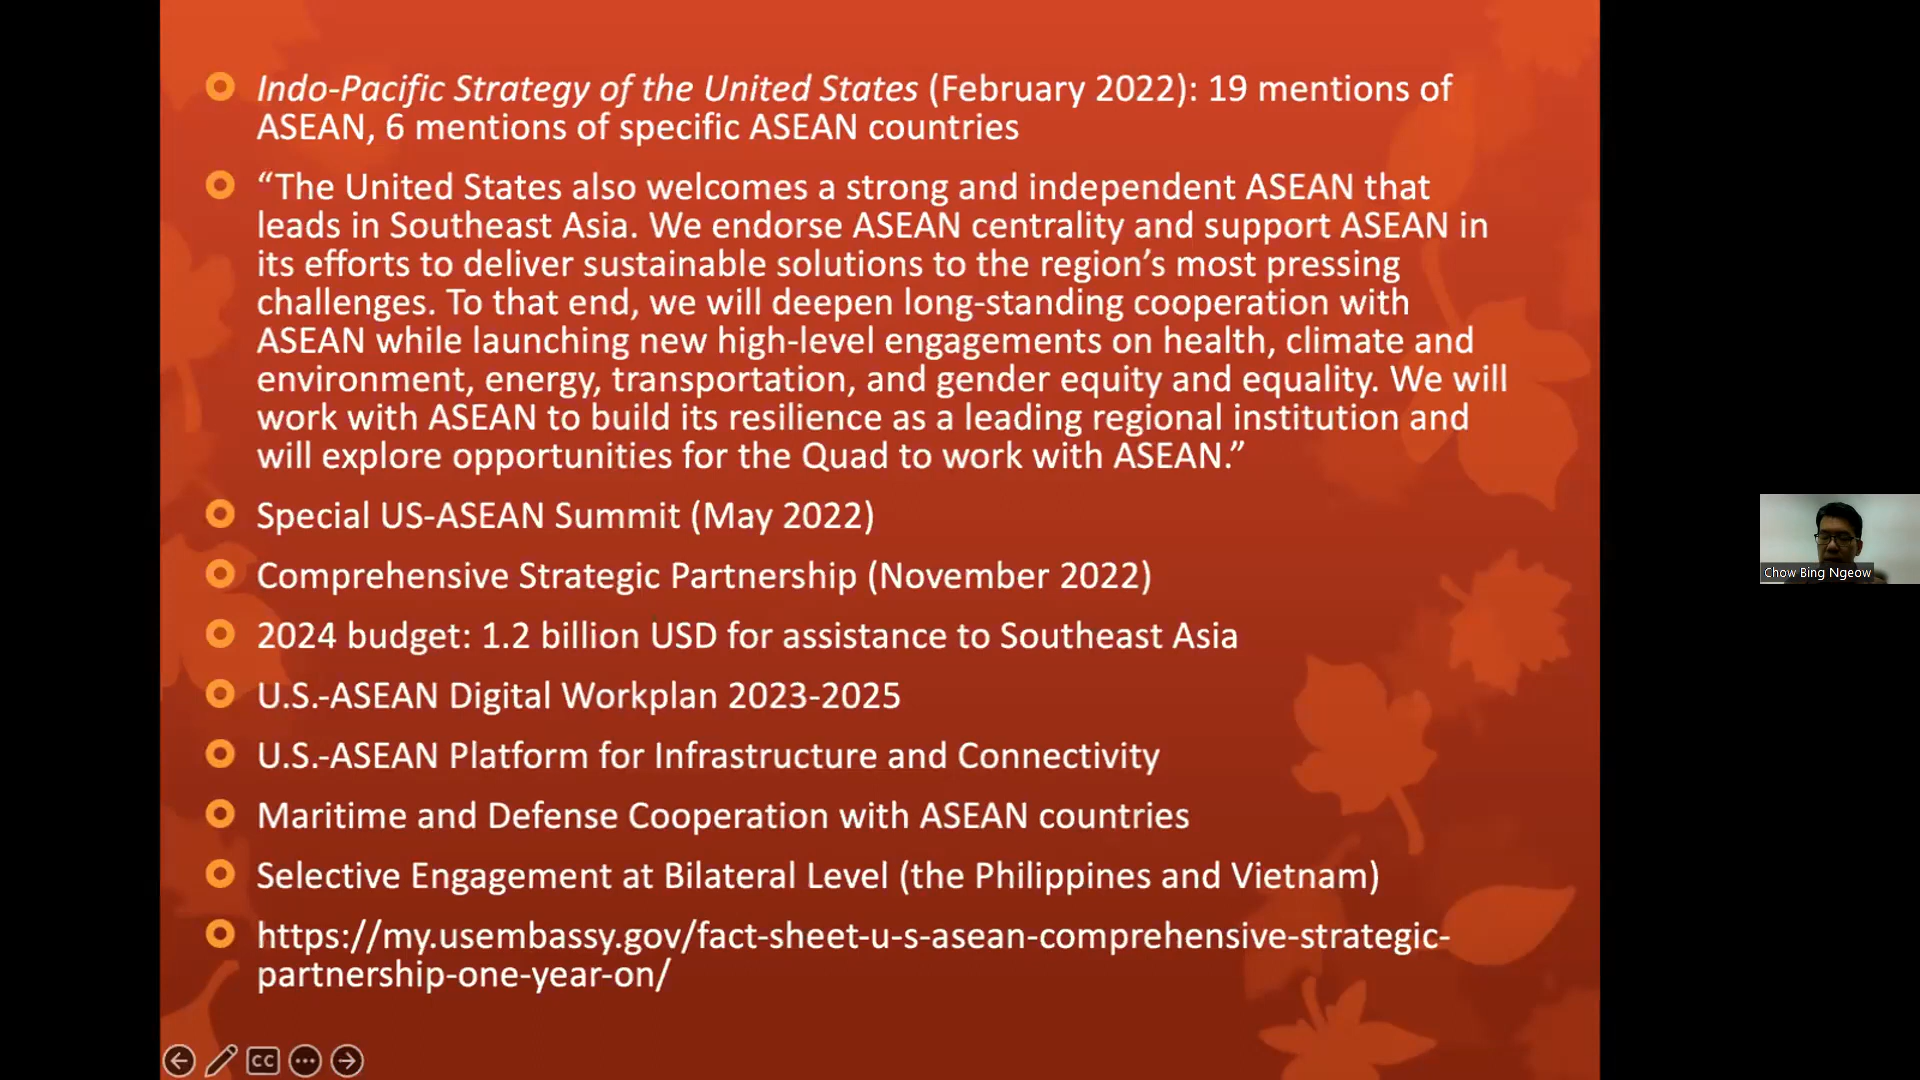 Indo-Pacific Strategy of the United States (February 2022): 19 mentions of
ASEAN, 6 mentions of specific ASEAN countries
“The United States also welcomes a strong and independent ASEAN that
leads in Southeast Asia. We endorse ASEAN centrality and support ASEAN in
its efforts to deliver sustainable solutions to the region’s most pressing
challenges. To that end, we will deepen long-standing cooperation with
ASEAN while launching new high-level engagements on health, climate and
environment, energy, transportation, and gender equity and equality. We will
work with ASEAN to build its resilience as a leading regional institution and
will explore opportunities for the Quad to work with ASEAN.”
Special US-ASEAN Summit (May 2022)
Comprehensive Strategic Partnership (November 2022)
2024 budget: 1.2 billion USD for assistance to Southeast Asia
U.S.-ASEAN Digital Workplan 2023-2025
U.S.-ASEAN Platform for Infrastructure and Connectivity
Maritime and Defense Cooperation with ASEAN countries
Selective Engagement at Bilateral Level (the Philippines and Vietnam)
https://my.usembassy.gov/fact-sheet-u-s-asean-comprehensive-strategic-
partnership-one-year-on/
CC
Chow Bing Ngeow